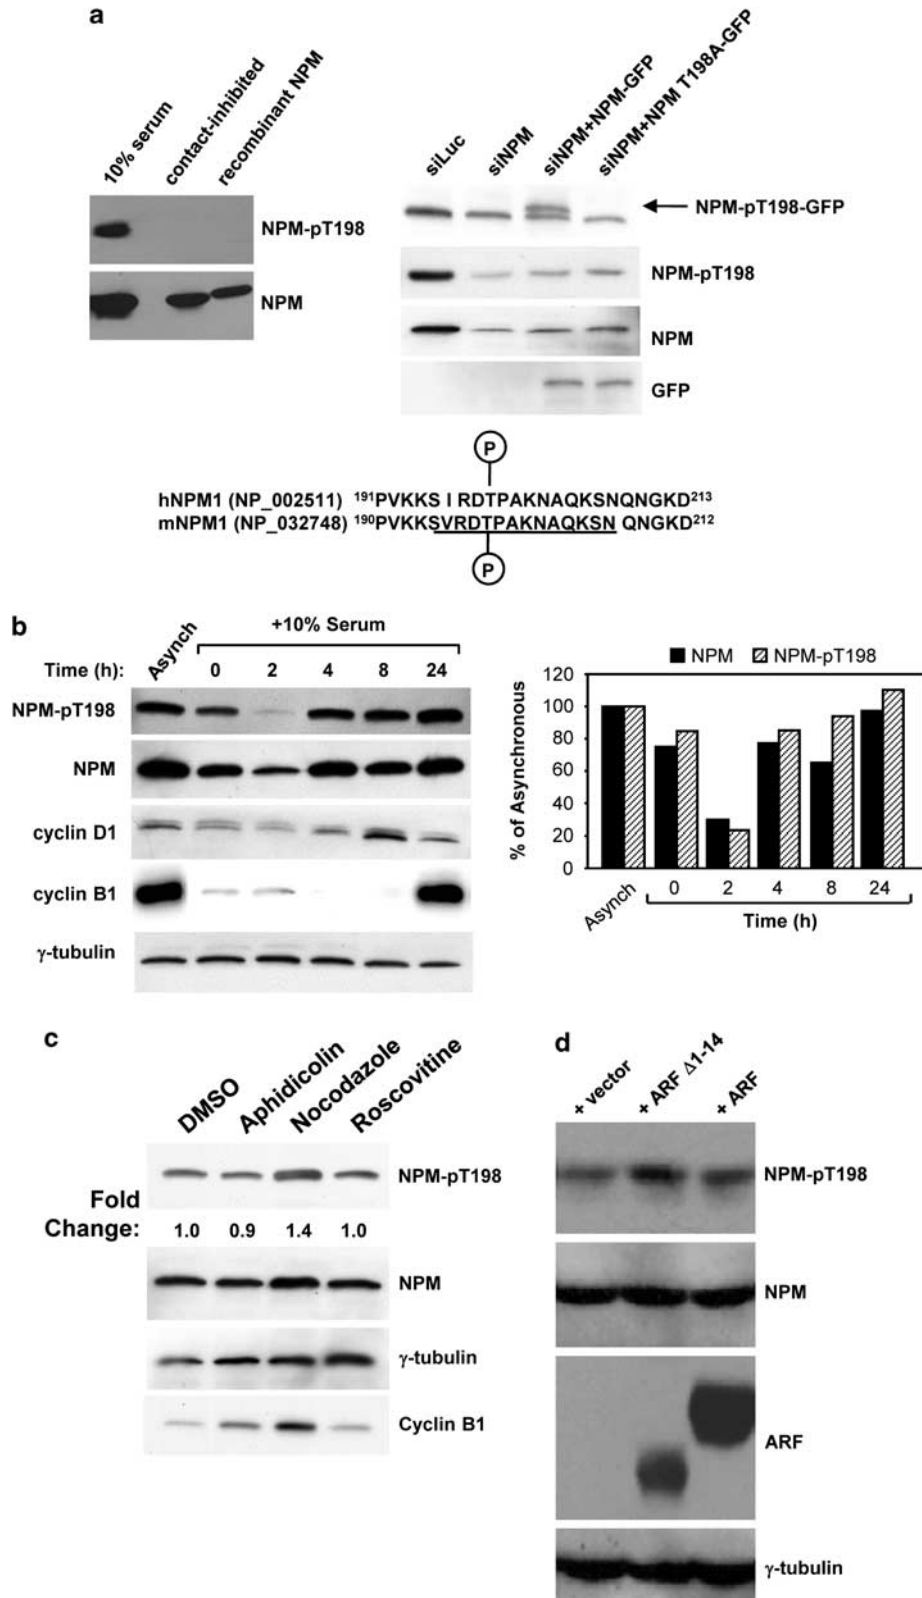 a
10% serum
contact-inhibited
recombinant NPM
NPM-pT198
NPM
siLuc
siNPM
siNPM+NPM-GFP
siNPM+NPM T198A-GFP
NPM-pT198-GFP
NPM-pT198
NPM
GFP
P
hNPM1 (NP_002511) 191PVKKS I RDTPAKNAQKSNQNGKD213
mNPM1 (NP_032748) 190PVKKSVRDTPAKNAQKSN QNGKD212
P
b
Asynch
+10% Serum
Time (h): 0 2 4 8 24
NPM-pT198
NPM
cyclin D1
cyclin B1
γ-tubulin
NPM NPM-pT198
% of Asynchronous
120
100
80
60
40
20
0
Asynch 0 2 4 8 24
Time (h)
c
DMSO
Aphidicolin
Nocodazole
Roscovitine
NPM-pT198
Fold
Change: 1.0 0.9 1.4 1.0
NPM
γ-tubulin
Cyclin B1
d
+ vector
+ ARF Δ1-14
+ ARF
NPM-pT198
NPM
ARF
γ-tubulin